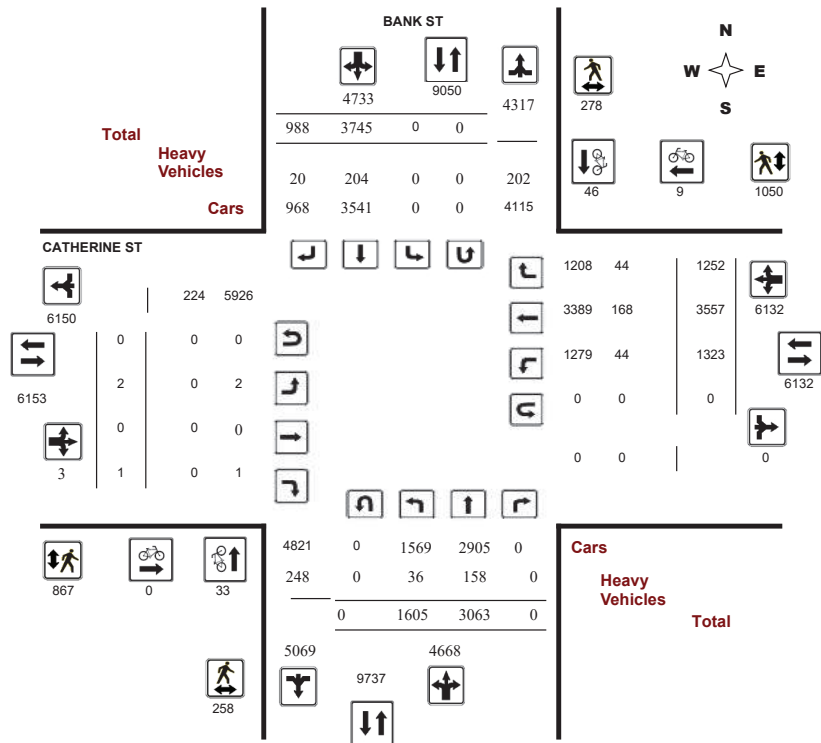 BANK ST
N
W E
S
4733
9050
4317
278
988 3745 0 0
Total
Heavy
Vehicles
20 204 0 0 202
46 9 1050
Cars
968 3541 0 0 4115
CATHERINE ST
1208 44 1252
224 5926
3389 168 3557 6132
6150
0 0 0
1279 44 1323
6132
6153
2 0 2
0 0 0
0 0 0
3
1 0 1
0 0 0
4821 0 1569 2905 0
Cars
248 0 36 158 0
Heavy
Vehicles
867 0 33
0 1605 3063 0
Total
5069 4668
9737
258